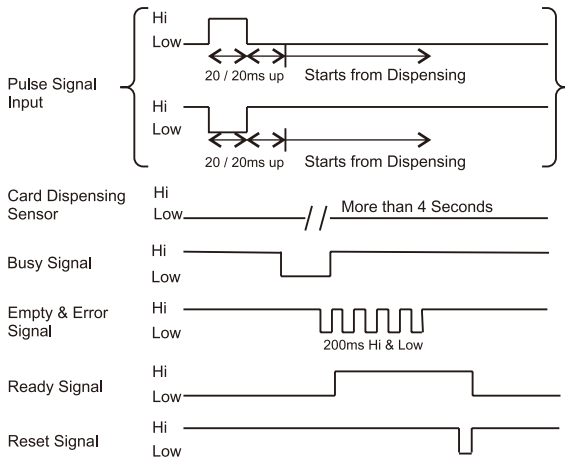 Hi
Low
20 / 20ms up Starts from Dispensing
Pulse Signal
Input
Hi
Low
20 / 20ms up Starts from Dispensing
Card Dispensing
Sensor
Hi
Low
More than 4 Seconds
Busy Signal
Hi
Low
Empty & Error
Signal
Hi
Low
200ms Hi & Low
Ready Signal
Hi
Low
Reset Signal
Hi
Low